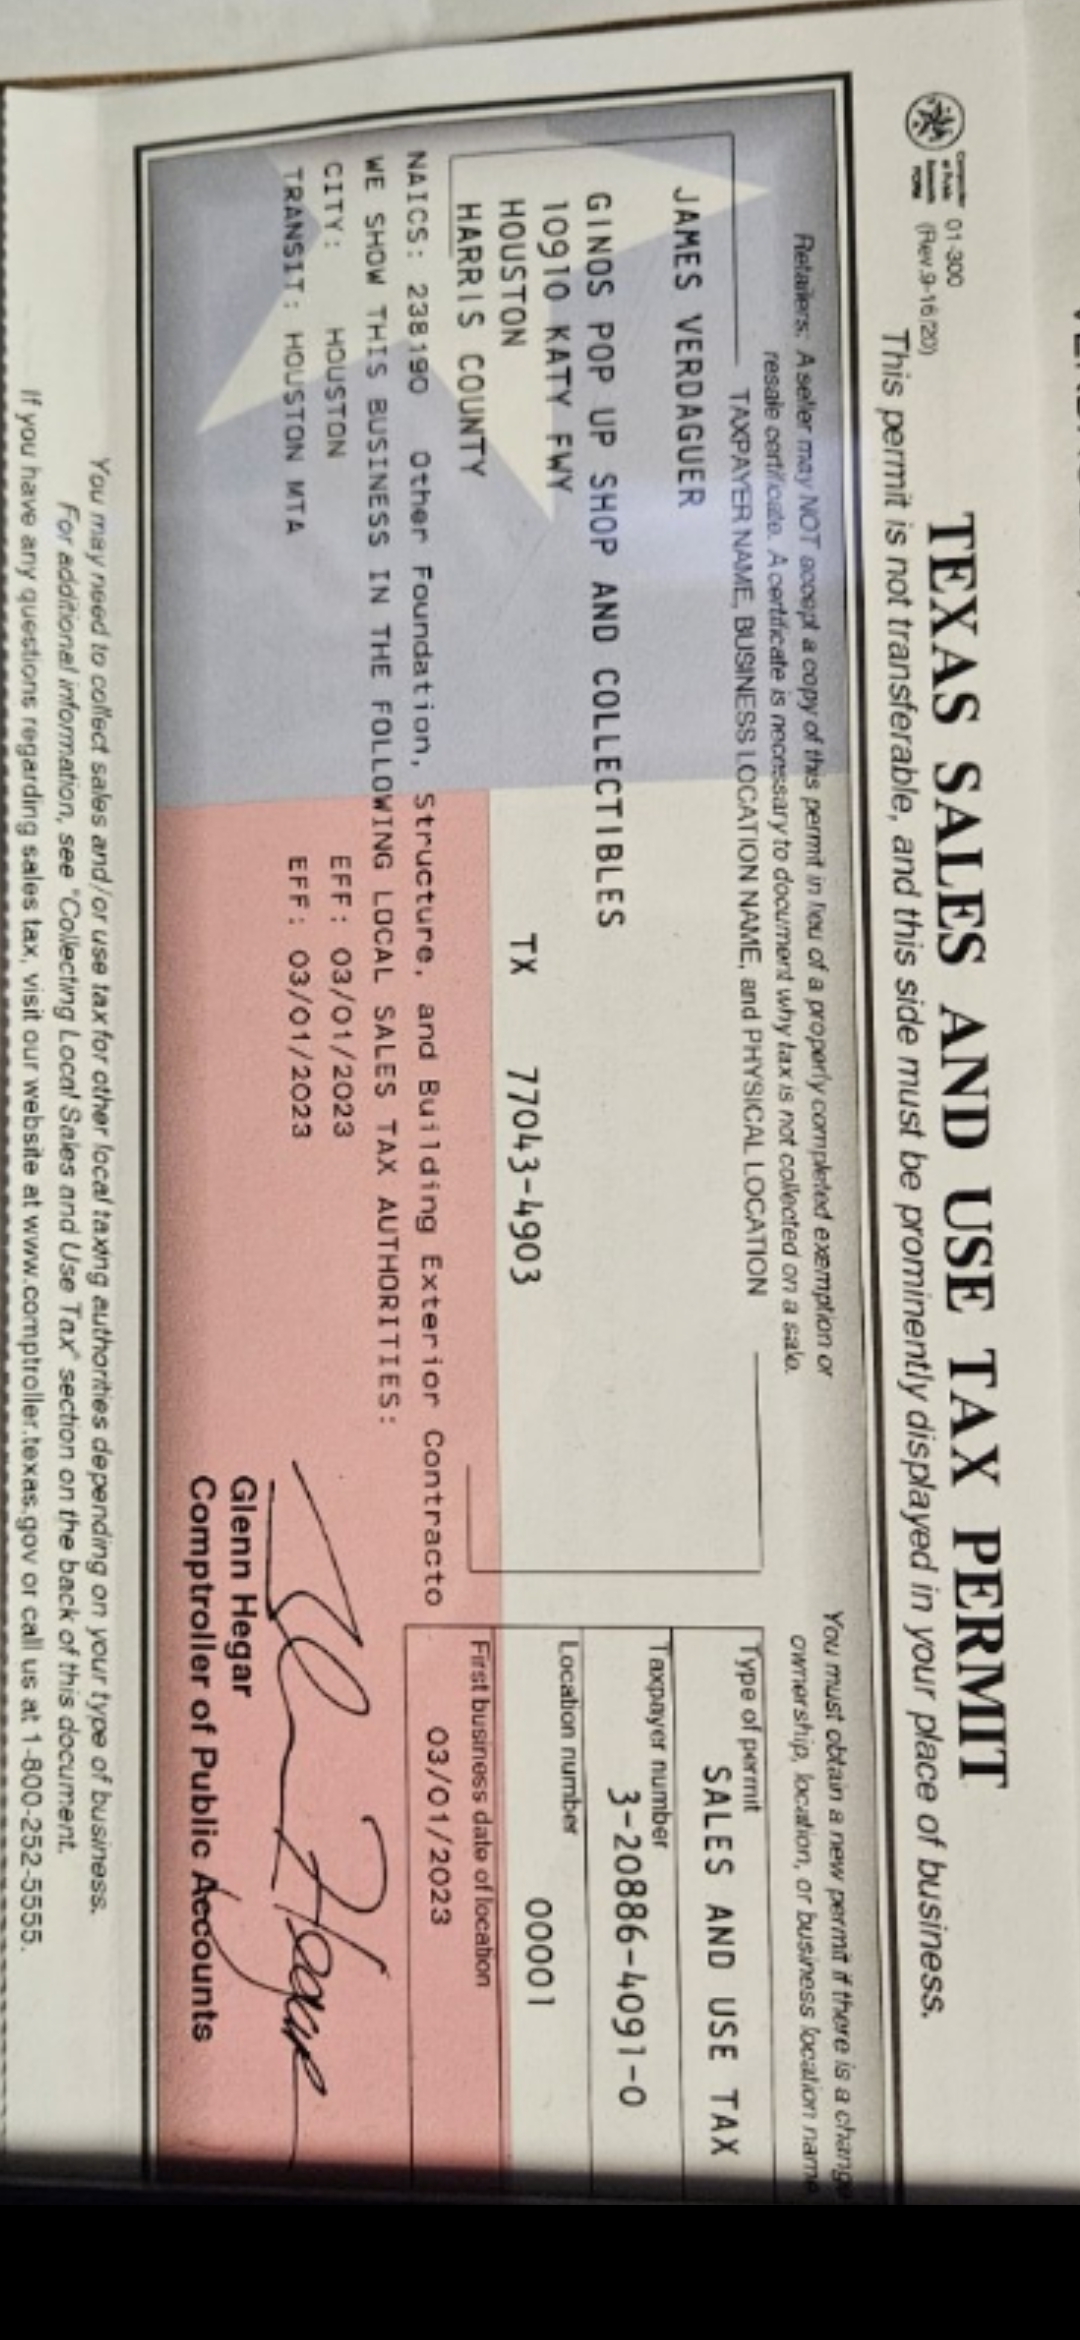 Comptroller
of Public
Accounts
FORM
01-300
(Rev.9-16/20)
TEXAS SALES AND USE TAX PERMIT
This permit is not transferable, and this side must be prominently displayed in your place of business.
Retailers: A seller may NOT accept a copy of this permit in lieu of a properly completed exemption or
resale certificate. A certificate is necessary to document why tax is not collected on a sale.
You must obtain a new permit if there is a change
ownership, location, or business location name
TAXPAYER NAME, BUSINESS LOCATION NAME, and PHYSICAL LOCATION
JAMES VERDAGUER
GINOS POP UP SHOP AND COLLECTIBLES
10910 KATY FWY
HOUSTON TX 77043-4903
HARRIS COUNTY
Type of permit
SALES AND USE TAX
Taxpayer number
3-20886-4091-0
Location number
00001
First business date of location
03/01/2023
NAICS: 238190 Other Foundation, Structure, and Building Exterior Contracto
WE SHOW THIS BUSINESS IN THE FOLLOWING LOCAL SALES TAX AUTHORITIES:
CITY: HOUSTON EFF: 03/01/2023
TRANSIT: HOUSTON MTA EFF: 03/01/2023
Glenn Hegar
Comptroller of Public Accounts
You may need to collect sales and/or use tax for other local taxing authorities depending on your type of business.
For additional information, see "Collecting Local Sales and Use Tax" section on the back of this document.
If you have any questions regarding sales tax, visit our website at www.comptroller.texas.gov or call us at 1-800-252-5555.